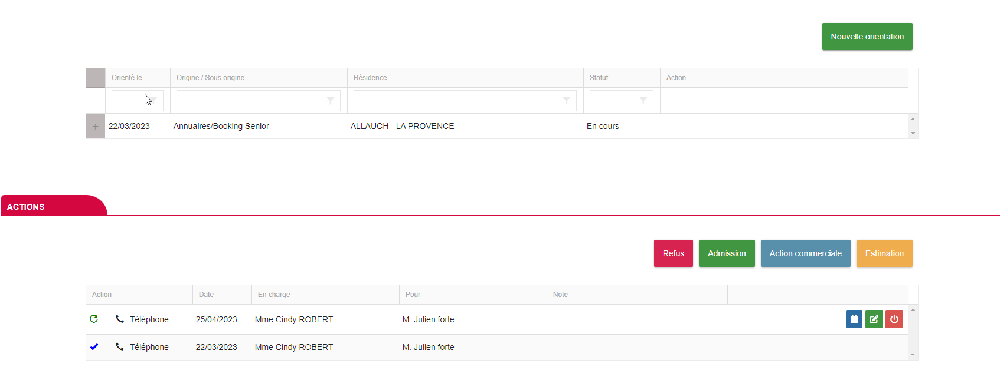 Nouvelle orientation
Orienté le Origine / Sous origine Résidence Statut Action
22/03/2023 Annuaires/Booking Senior ALLAUCH - LA PROVENCE En cours
ACTIONS
Refus Admission Action commerciale Estimation
Action Date En charge Pour Note
Téléphone 25/04/2023 Mme Cindy ROBERT M. Julien forte
Téléphone 22/03/2023 Mme Cindy ROBERT M. Julien forte